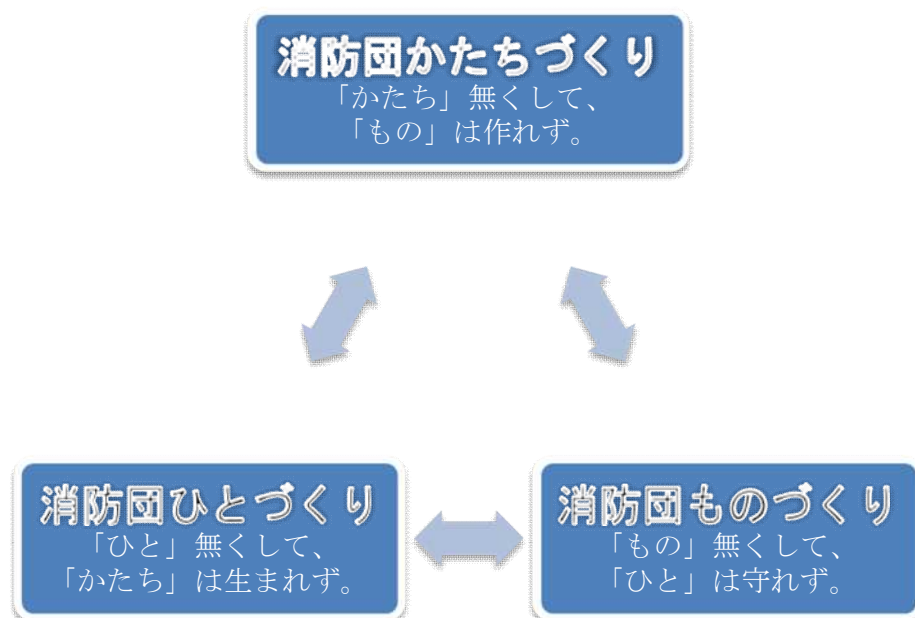 消防団かたちづくり
「かたち」無くして、
「もの」は作れず。
消防団ひとづくり
「ひと」無くして、
「かたち」は生まれず。
消防団ものづくり
「もの」無くして、
「ひと」は守れず。